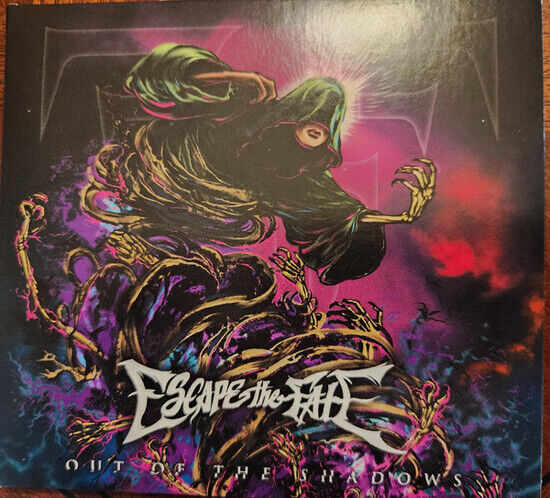 ESCAPE the FATE
OUT OF THE SHADOWS